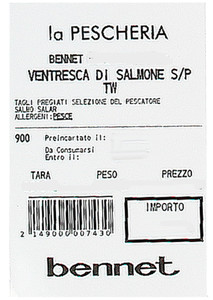 la PESCHERIA
BENNET
VENTRESCA DI SALMONE S/P
TW
TAGLI PREGIATI SELEZIONE DEL PESCATORE
SALMO SALAR
ALLERGENI: PESCE
900 Preincartato il:
Da Consumarsi
Entro il:
TARA PESO PREZZO
IMPORTO
2 149000 007430
bennet